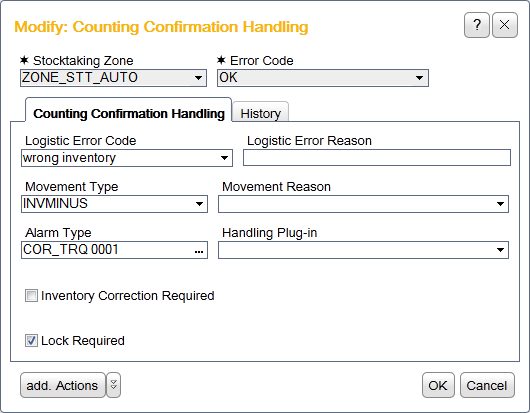 Modify: Counting Confirmation Handling
?
✶ Stocktaking Zone ✶ Error Code
ZONE_STT_AUTO OK
Counting Confirmation Handling History
Logistic Error Code Logistic Error Reason
wrong inventory
Movement Type Movement Reason
INVMINUS
Alarm Type Handling Plug-in
COR_TRQ 0001 ...
Inventory Correction Required
Lock Required
add. Actions OK Cancel